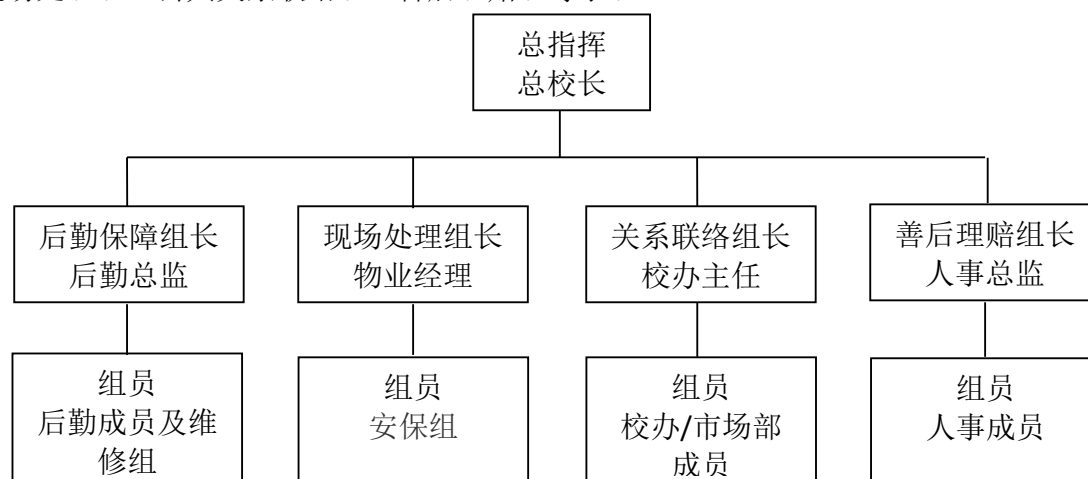 总指挥
总校长
后勤保障组长
后勤总监
现场处理组长
物业经理
关系联络组长
校办主任
善后理赔组长
人事总监
组员
后勤成员及维
修组
组员
安保组
组员
校办/市场部
成员
组员
人事成员